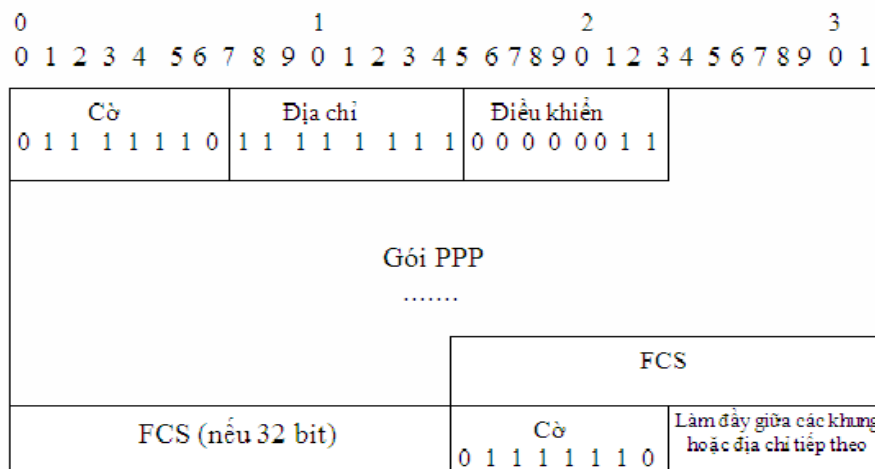 0 1 2 3
0 1 2 3 4 5 6 7 8 9 0 1 2 3 4 5 6 7 8 9 0 1 2 3 4 5 6 7 8 9 0 1
Cờ Địa chỉ Điều khiển
0 1 1 1 1 1 1 0 1 1 1 1 1 1 1 1 0 0 0 0 0 0 1 1
Gói PPP
.......
FCS
FCS (nếu 32 bit) Cờ Làm đầy giữa các khung
hoặc địa chỉ tiếp theo
0 1 1 1 1 1 1 0